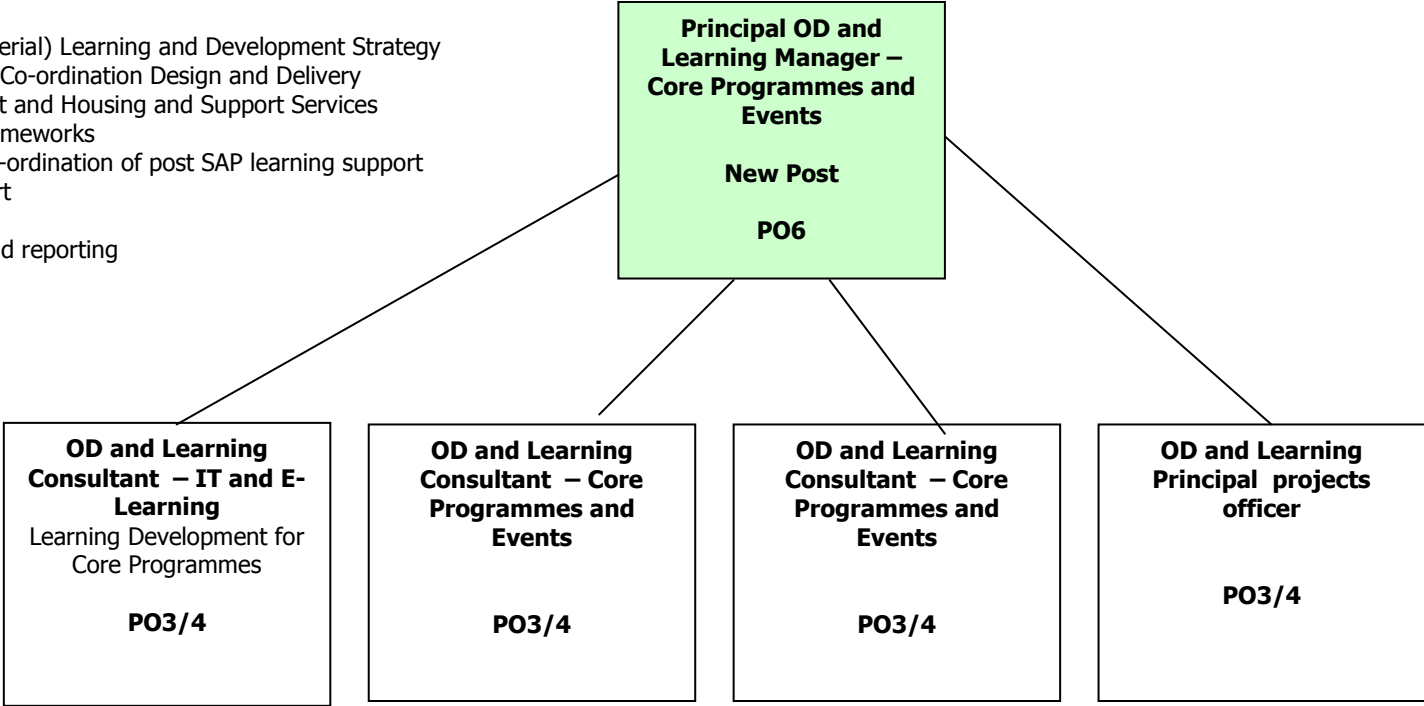 erial) Learning and Development Strategy
Co-ordination Design and Delivery
t and Housing and Support Services
meworks
-ordination of post SAP learning support
rt
d reporting
Principal OD and
Learning Manager –
Core Programmes and
Events
New Post
PO6
OD and Learning
Consultant – IT and E-
Learning
Learning Development for
Core Programmes
PO3/4
OD and Learning
Consultant – Core
Programmes and
Events
PO3/4
OD and Learning
Consultant – Core
Programmes and
Events
PO3/4
OD and Learning
Principal projects
officer
PO3/4